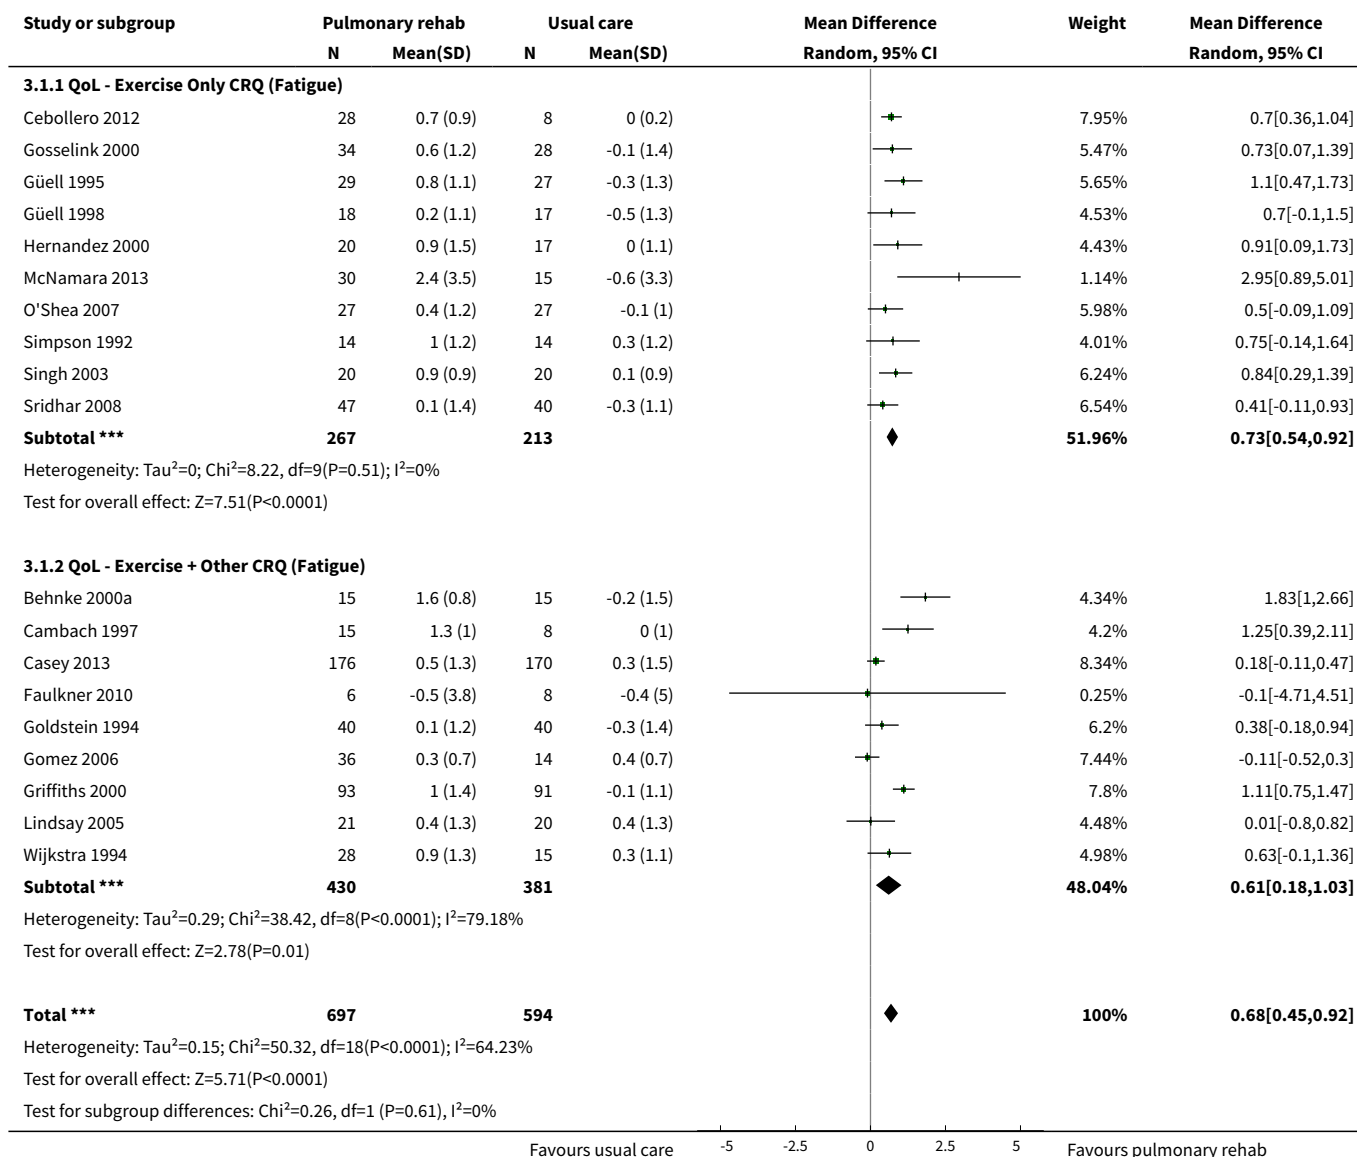 Study or subgroup Pulmonary rehab Usual care Mean Difference Weight Mean Difference
N Mean(SD) N Mean(SD) Random, 95% CI Random, 95% CI
3.1.1 QoL - Exercise Only CRQ (Fatigue)
Cebollero 2012 28 0.7 (0.9) 8 0 (0.2) 7.95% 0.7[0.36,1.04]
Gosselink 2000 34 0.6 (1.2) 28 -0.1 (1.4) 5.47% 0.73[0.07,1.39]
Güell 1995 29 0.8 (1.1) 27 -0.3 (1.3) 5.65% 1.1[0.47,1.73]
Güell 1998 18 0.2 (1.1) 17 -0.5 (1.3) 4.53% 0.7[-0.1,1.5]
Hernandez 2000 20 0.9 (1.5) 17 0 (1.1) 4.43% 0.91[0.09,1.73]
McNamara 2013 30 2.4 (3.5) 15 -0.6 (3.3) 1.14% 2.95[0.89,5.01]
O'Shea 2007 27 0.4 (1.2) 27 -0.1 (1) 5.98% 0.5[-0.09,1.09]
Simpson 1992 14 1 (1.2) 14 0.3 (1.2) 4.01% 0.75[-0.14,1.64]
Singh 2003 20 0.9 (0.9) 20 0.1 (0.9) 6.24% 0.84[0.29,1.39]
Sridhar 2008 47 0.1 (1.4) 40 -0.3 (1.1) 6.54% 0.41[-0.11,0.93]
Subtotal *** 267 213 51.96% 0.73[0.54,0.92]
Heterogeneity: Tau²=0; Chi²=8.22, df=9(P=0.51); I²=0%
Test for overall effect: Z=7.51(P<0.0001)
3.1.2 QoL - Exercise + Other CRQ (Fatigue)
Behnke 2000a 15 1.6 (0.8) 15 -0.2 (1.5) 4.34% 1.83[1,2.66]
Cambach 1997 15 1.3 (1) 8 0 (1) 4.2% 1.25[0.39,2.11]
Casey 2013 176 0.5 (1.3) 170 0.3 (1.5) 8.34% 0.18[-0.11,0.47]
Faulkner 2010 6 -0.5 (3.8) 8 -0.4 (5) 0.25% -0.1[-4.71,4.51]
Goldstein 1994 40 0.1 (1.2) 40 -0.3 (1.4) 6.2% 0.38[-0.18,0.94]
Gomez 2006 36 0.3 (0.7) 14 0.4 (0.7) 7.44% -0.11[-0.52,0.3]
Griffiths 2000 93 1 (1.4) 91 -0.1 (1.1) 7.8% 1.11[0.75,1.47]
Lindsay 2005 21 0.4 (1.3) 20 0.4 (1.3) 4.48% 0.01[-0.8,0.82]
Wijkstra 1994 28 0.9 (1.3) 15 0.3 (1.1) 4.98% 0.63[-0.1,1.36]
Subtotal *** 430 381 48.04% 0.61[0.18,1.03]
Heterogeneity: Tau²=0.29; Chi²=38.42, df=8(P<0.0001); I²=79.18%
Test for overall effect: Z=2.78(P=0.01)
Total *** 697 594 100% 0.68[0.45,0.92]
Heterogeneity: Tau²=0.15; Chi²=50.32, df=18(P<0.0001); I²=64.23%
Test for overall effect: Z=5.71(P<0.0001)
Test for subgroup differences: Chi²=0.26, df=1 (P=0.61), I²=0%
Favours usual care -5 -2.5 0 2.5 5 Favours pulmonary rehab